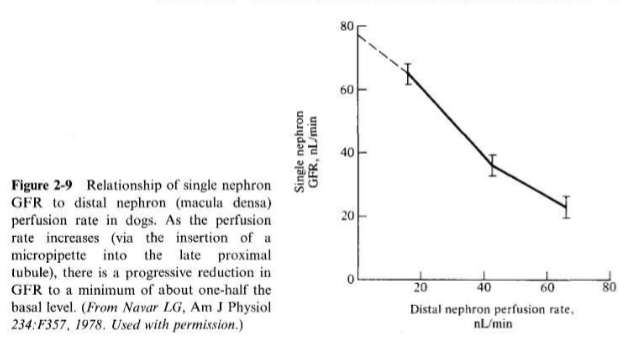 Figure 2-9 Relationship of single nephron
GFR to distal nephron (macula densa)
perfusion rate in dogs. As the perfusion
rate increases (via the insertion of a
micropipette into the late proximal
tubule), there is a progressive reduction in
GFR to a minimum of about one-half the
basal level. (From Navar LG, Am J Physiol
234:F357, 1978. Used with permission.)
Single nephron
GFR, nL/min
80
60
40
20
0
20 40 60 80
Distal nephron perfusion rate,
nL/min